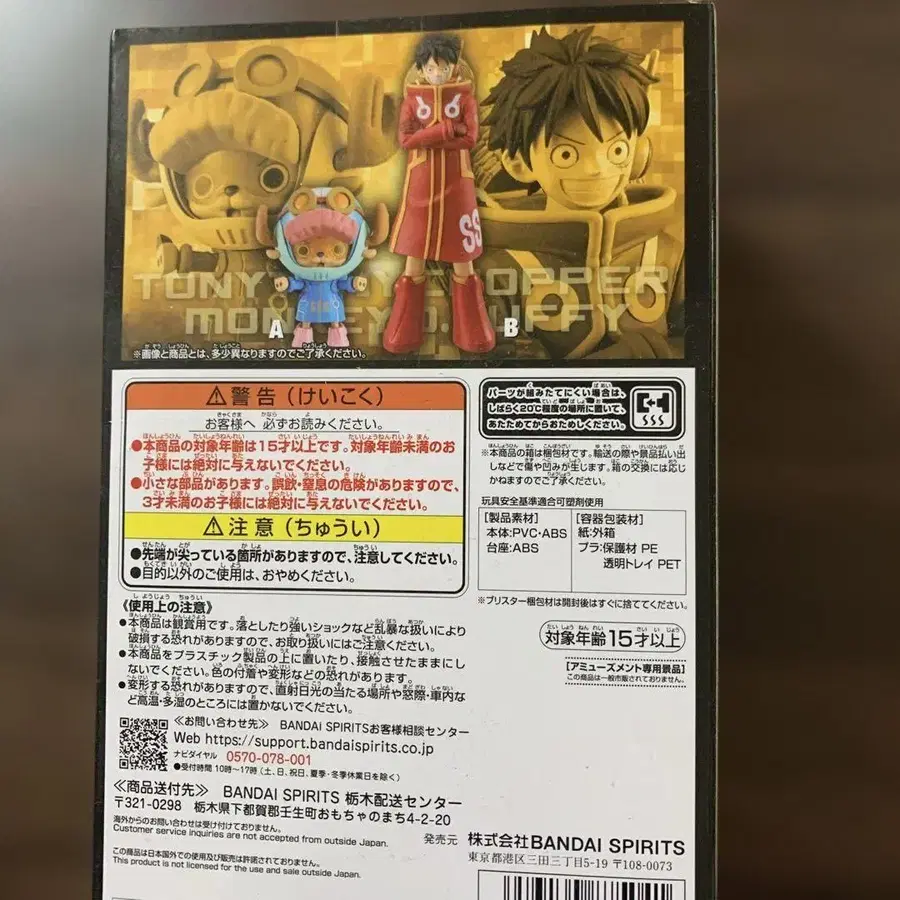 TONY TONY CHOPPER
MONKEY.D.LUFFY
A
B
SS
※画像と商品とは、多少異なりますのでご了承ください。
警告（けいこく）
お客様へ 必ずお読みください。
●本商品の対象年齢は15才以上です。対象年齢未満のお
子様には絶対に与えないでください。
●小さな部品があります。誤飲・窒息の危険がありますので、
3才未満のお子様には絶対に与えないでください。
注意（ちゅうい）
●先端が尖っている箇所がありますので、注意してください。
●目的以外のご使用は、おやめください。
《使用上の注意》
●本商品は観賞用です。落としたり強いショックなど乱暴な扱いにより
破損する恐れがありますので、お取り扱いにはご注意ください。
●本商品をプラスチック製品の上に置いたり、接触させたままにし
ないでください。色の付着や変形などの恐れがあります。
●変形する恐れがありますので、直射日光の当たる場所や窓際・車内な
ど高温・多湿のところには置かないでください。
≪お問い合わせ先≫ BANDAI SPIRITSお客様相談センター
Web https://support.bandaispirits.co.jp
ナビダイヤル 0570-078-001
●受付時間 10時～17時（土、日、祝日、夏季・冬季休業日を除く）
≪商品送付先≫ BANDAI SPIRITS 栃木配送センター
〒321-0298 栃木県下都賀郡壬生町おもちゃのまち4-2-20
海外からのお問い合わせは受け付けておりません。
Customer service inquiries are not accepted from outside Japan.
この商品は日本国外での使用及び販売は許諾されておりません。
This product is not licensed for the use and sale outside Japan.
パーツが組みたてにくい場合は、
しばらく20℃程度の場所に置いて、
あたためてからおためしください。
※本商品の箱は梱包材です。輸送の際や景品払い出
しなどで傷や凹みが生じます。箱の交換には応じ
かねますのでご了承ください。
玩具安全基準適合可塑剤使用
[製品素材]
本体:PVC・ABS
台座:ABS
[容器包装材]
紙:外箱
プラ:保護材 PE
透明トレイ PET
※ブリスター梱包材は開封後はすぐに捨ててください。
対象年齢15才以上
[アミューズメント専用景品]
この商品は一般市販されておりません。
発売元 株式会社BANDAI SPIRITS
東京都港区三田三丁目5-19 〒108-0073